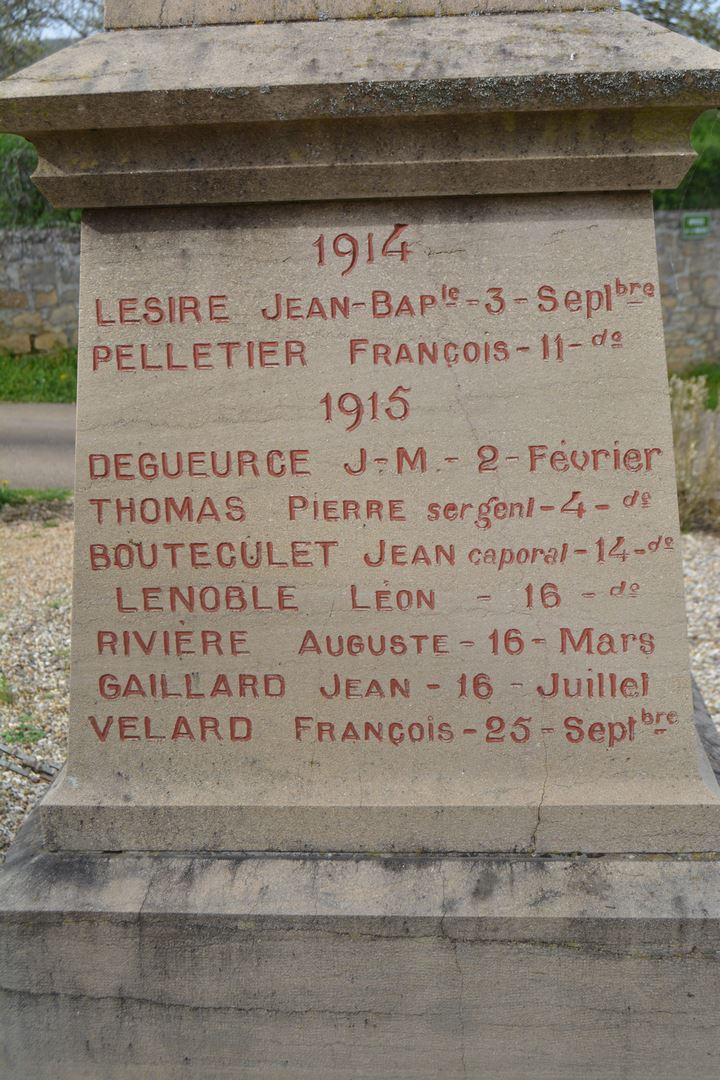 1914
LESIRE JEAN-BAPte - 3 - Septbre
PELLETIER FRANÇOIS - 11 - do
1915
DEGUEURCE J.-M. - 2 - Février
THOMAS PIERRE sergent - 4 - do
BOUTECULET JEAN caporal - 14 - do
LENOBLE LÉON - 16 - do
RIVIÈRE AUGUSTE - 16 - Mars
GAILLARD JEAN - 16 - Juillet
VELARD FRANÇOIS - 25 - Septbre